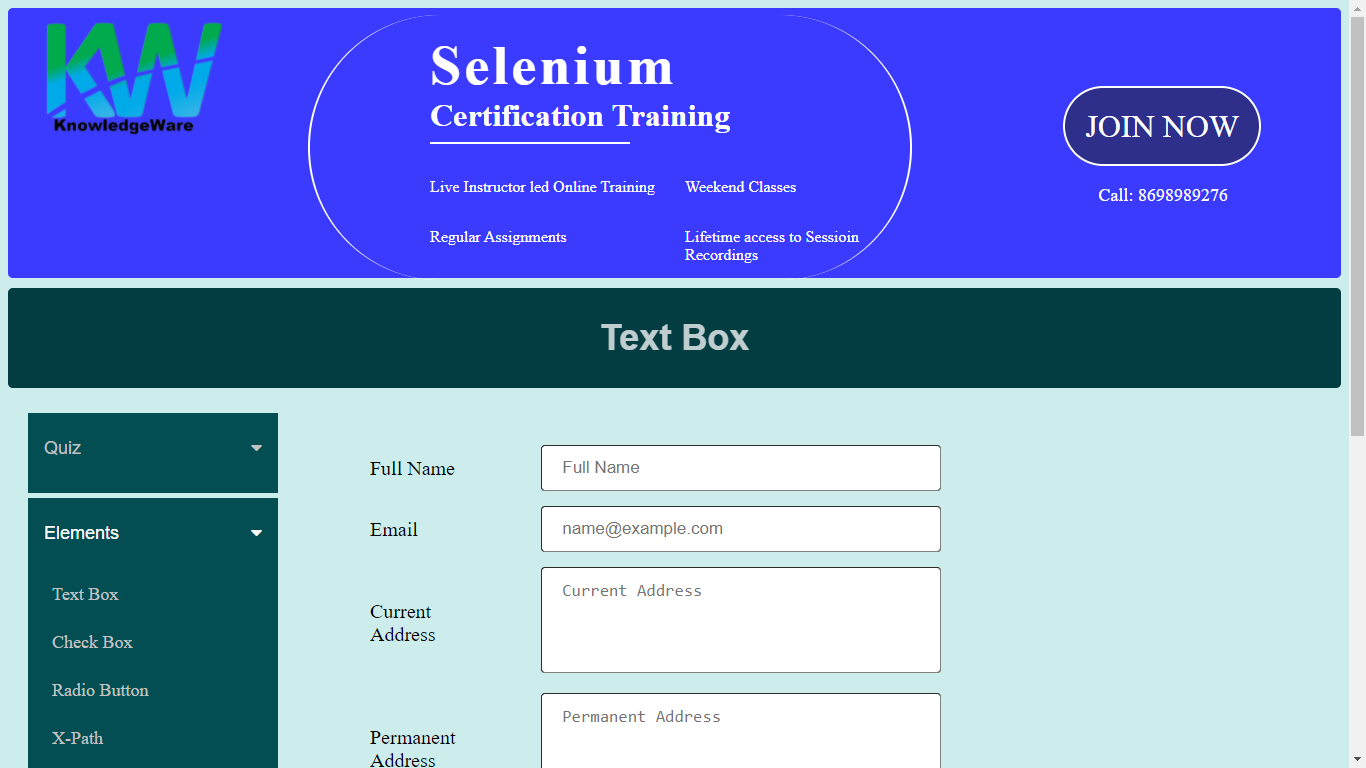 KW
KnowledgeWare
Selenium
Certification Training
Live Instructor led Online Training
Weekend Classes
Regular Assignments
Lifetime access to Sessioin
Recordings
JOIN NOW
Call: 8698989276
Text Box
Quiz
Elements
Text Box
Check Box
Radio Button
X-Path
Full Name
Full Name
Email
name@example.com
Current
Address
Current Address
Permanent
Address
Permanent Address